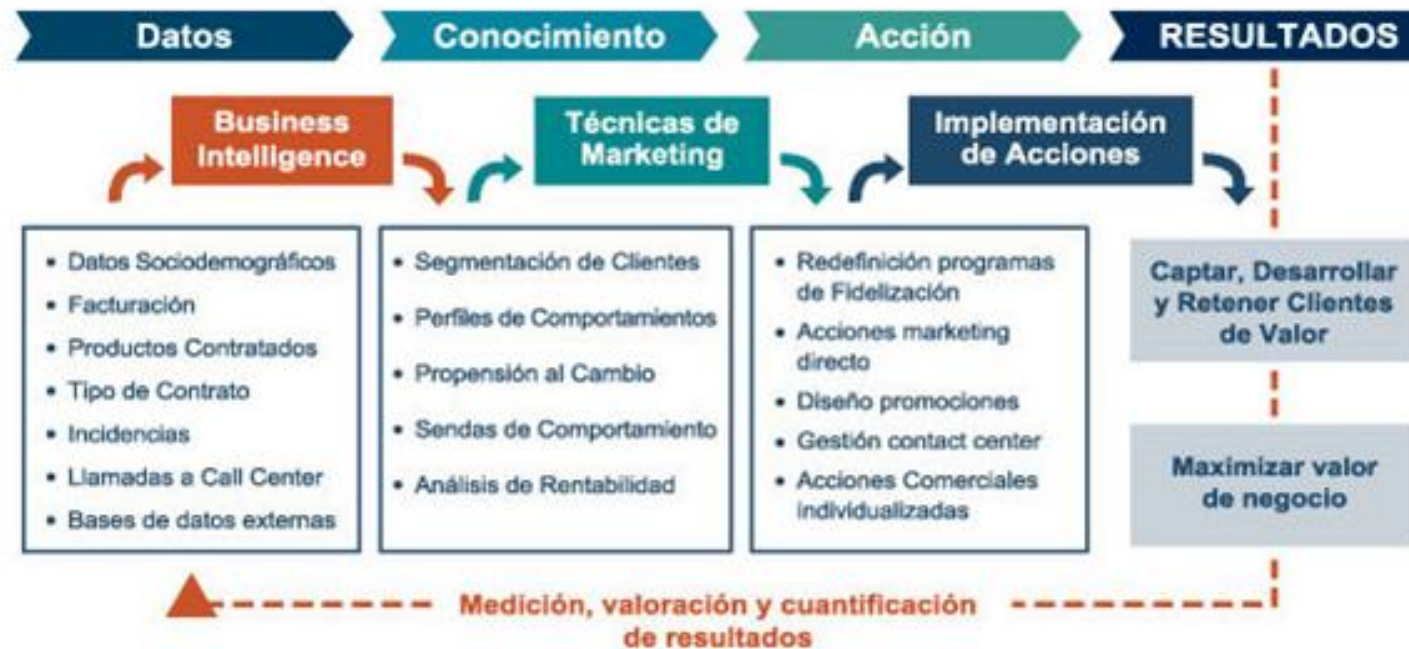 Datos
Conocimiento
Acción
RESULTADOS
Business
Intelligence
Técnicas de
Marketing
Implementación
de Acciones
• Datos Sociodemográficos
• Facturación
• Productos Contratados
• Tipo de Contrato
• Incidencias
• Llamadas a Call Center
• Bases de datos externas
• Segmentación de Clientes
• Perfiles de Comportamientos
• Propensión al Cambio
• Sendas de Comportamiento
• Análisis de Rentabilidad
• Redefinición programas
de Fidelización
• Acciones marketing
directo
• Diseño promociones
• Gestión contact center
• Acciones Comerciales
individualizadas
Captar, Desarrollar
y Retener Clientes
de Valor
Maximizar valor
de negocio
Medición, valoración y cuantificación
de resultados